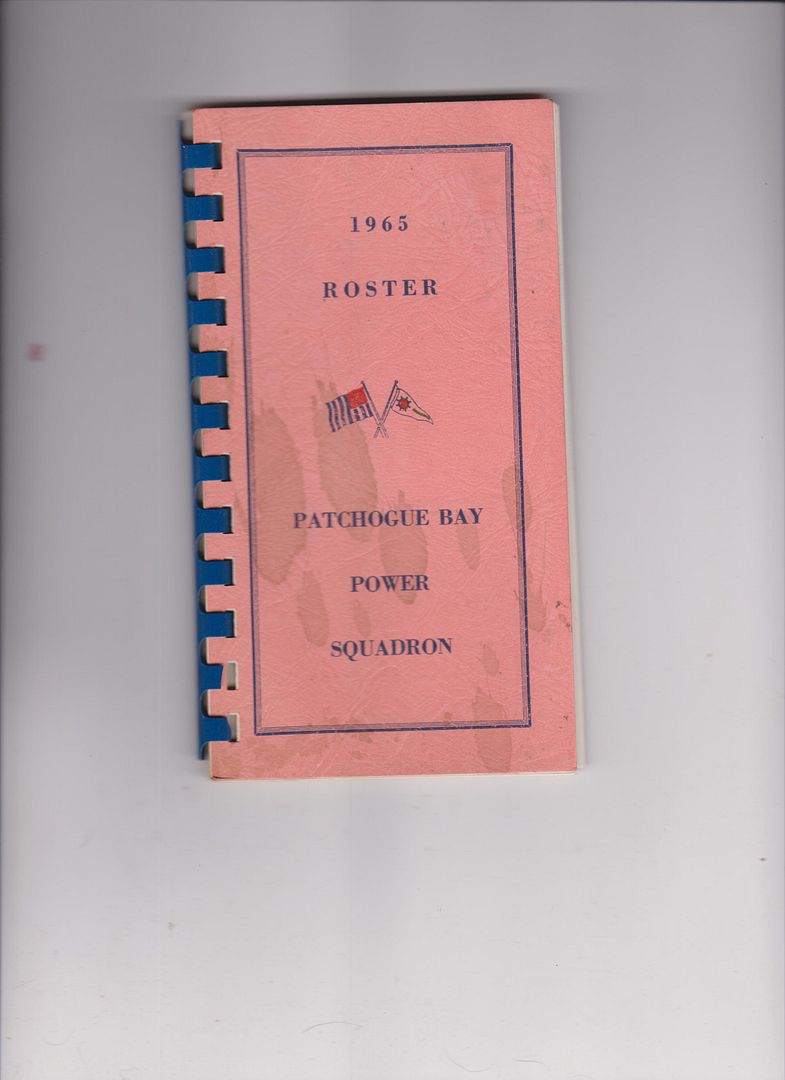 1965
ROSTER
PATCHOGUE BAY
POWER
SQUADRON